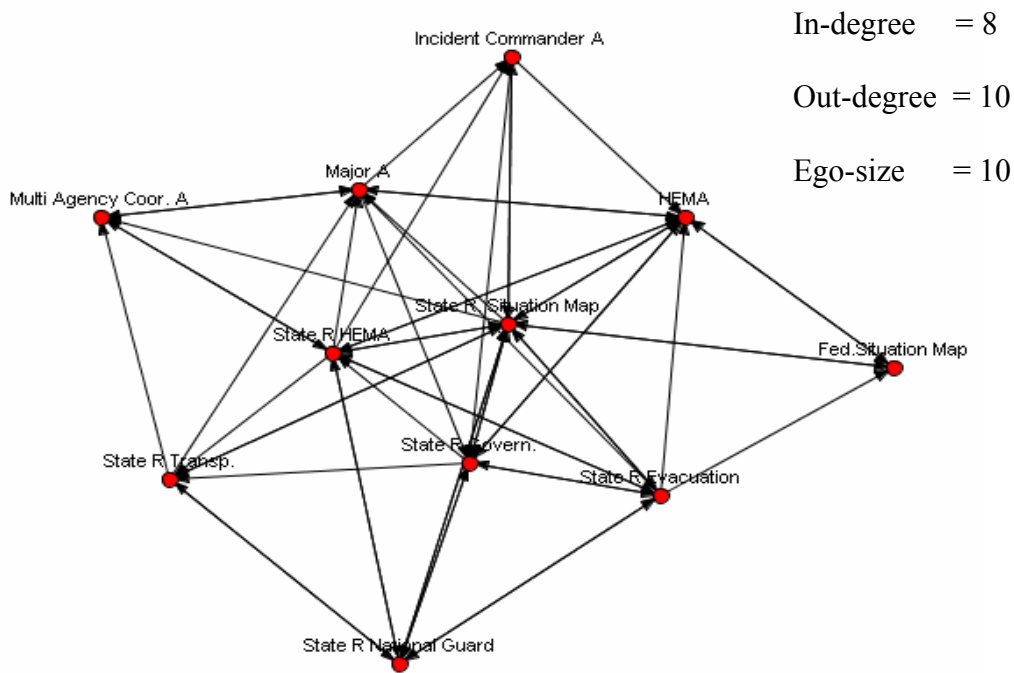 In-degree = 8
Incident Commander A
Out-degree = 10
Major A
Ego-size = 10
Multi Agency Coor. A
HEMA
State R. Situation Map
State R HEMA
Fed.Situation Map
State R Govern.
State R Transp.
State R Evacuation
State R National Guard